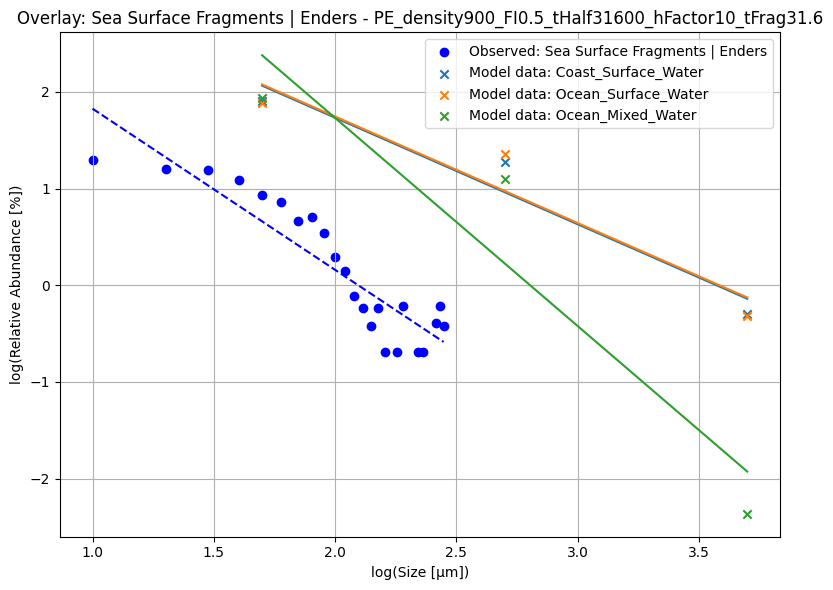 Overlay: Sea Surface Fragments | Enders - PE_density900_FI0.5_tHalf31600_hFactor10_tFrag31.6
Observed: Sea Surface Fragments | Enders
Model data: Coast_Surface_Water
Model data: Ocean_Surface_Water
Model data: Ocean_Mixed_Water
log(Relative Abundance [%])
2
1
0
−1
−2
1.0 1.5 2.0 2.5 3.0 3.5
log(Size [µm])